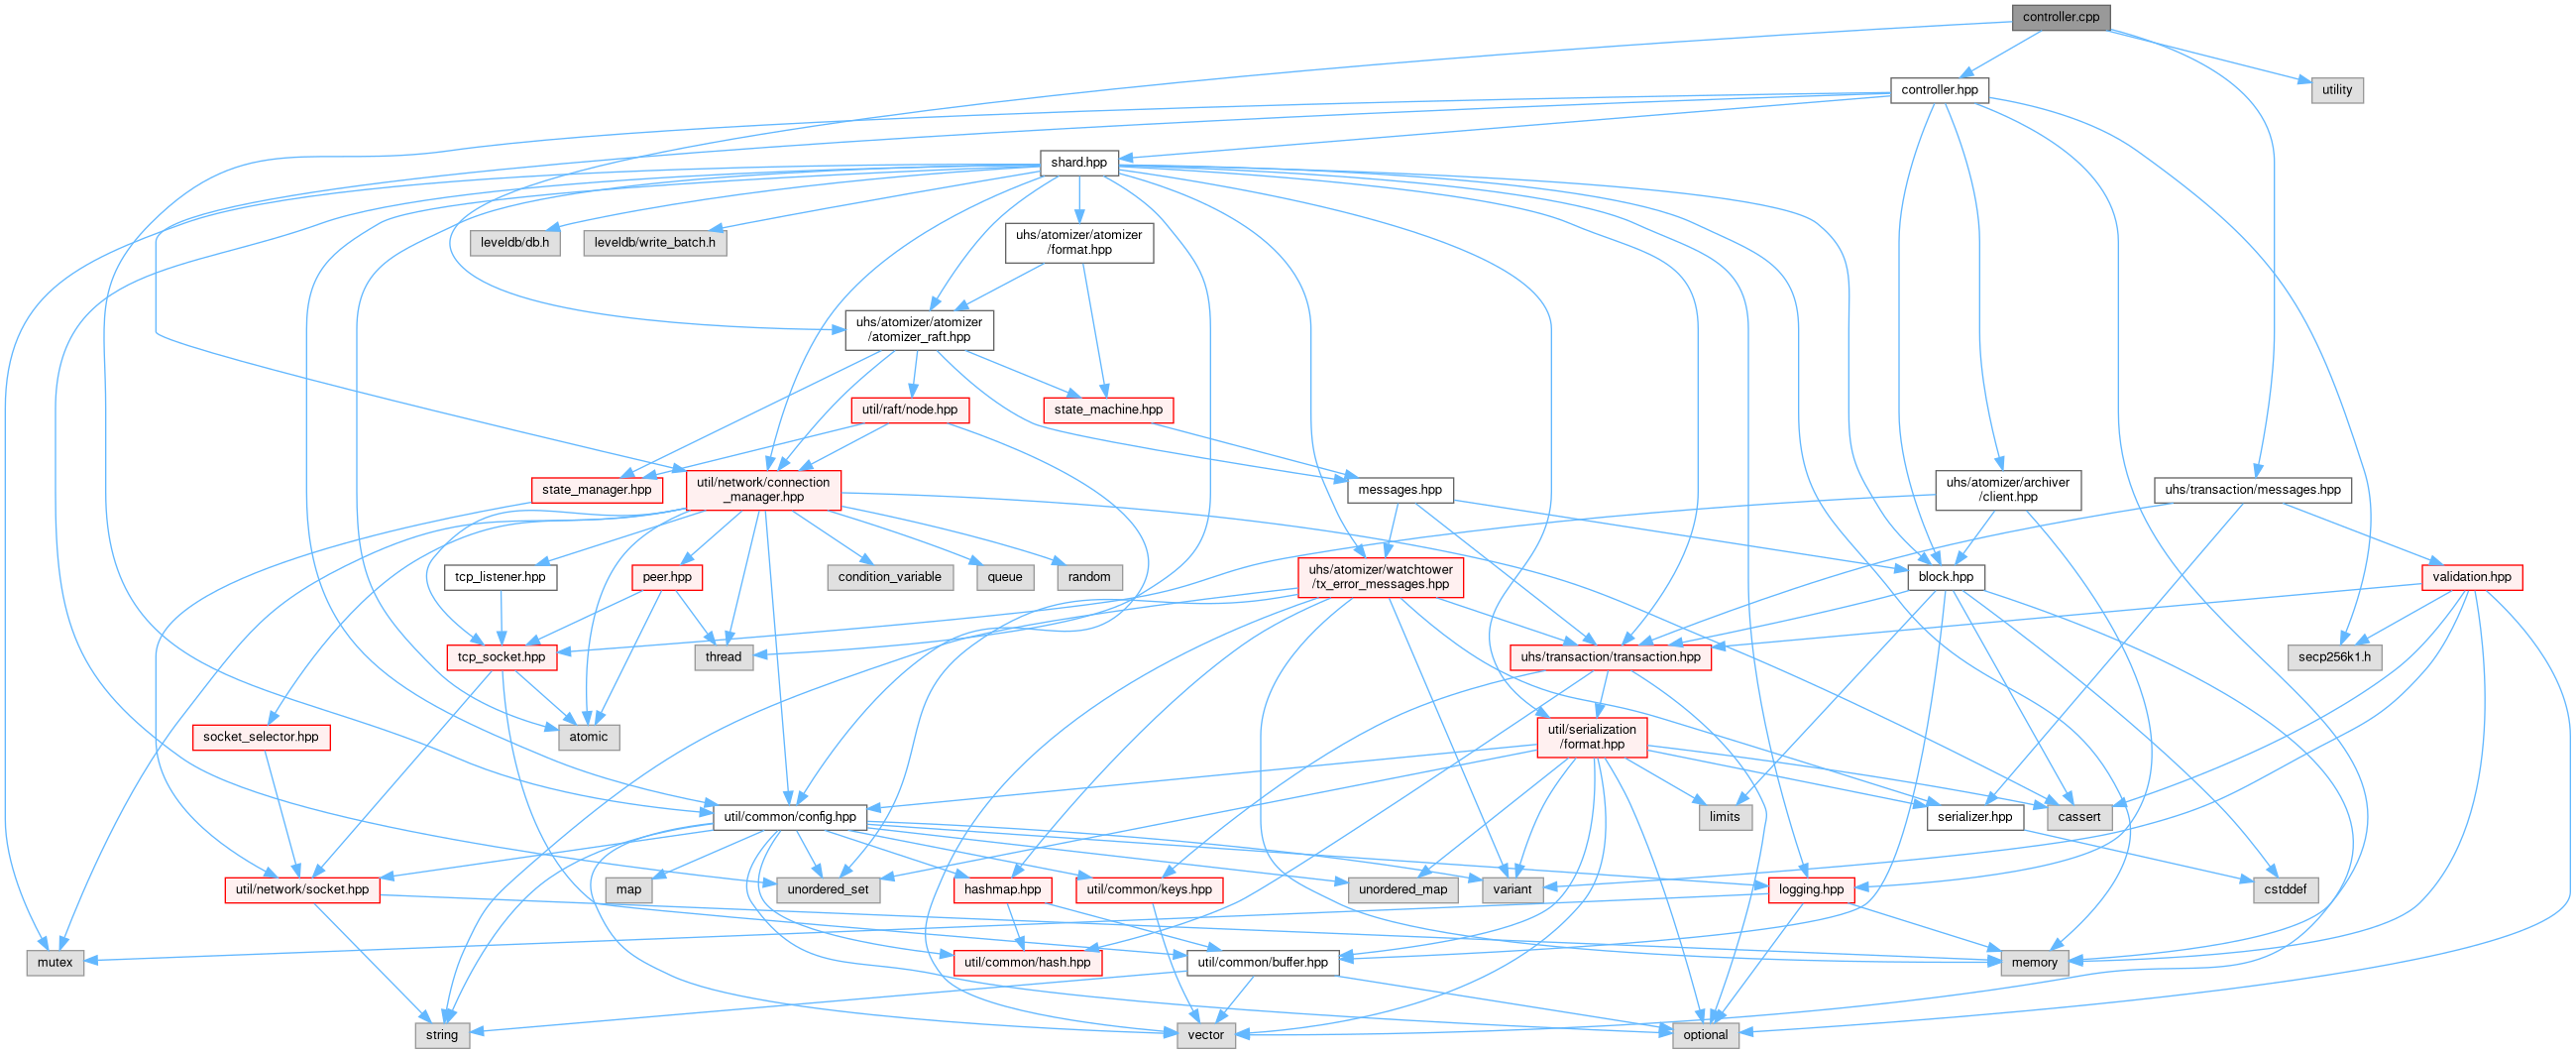 controller.cpp
controller.hpp
utility
shard.hpp
leveldb/db.h
leveldb/write_batch.h
uhs/atomizer/atomizer
/format.hpp
uhs/atomizer/atomizer
/atomizer_raft.hpp
util/raft/node.hpp
state_machine.hpp
state_manager.hpp
util/network/connection
_manager.hpp
messages.hpp
uhs/atomizer/archiver
/client.hpp
uhs/transaction/messages.hpp
tcp_listener.hpp
peer.hpp
condition_variable
queue
random
uhs/atomizer/watchtower
/tx_error_messages.hpp
block.hpp
validation.hpp
tcp_socket.hpp
thread
uhs/transaction/transaction.hpp
secp256k1.h
socket_selector.hpp
atomic
util/serialization
/format.hpp
util/common/config.hpp
limits
serializer.hpp
cassert
util/network/socket.hpp
map
unordered_set
hashmap.hpp
util/common/keys.hpp
unordered_map
variant
logging.hpp
cstddef
mutex
util/common/hash.hpp
util/common/buffer.hpp
memory
string
vector
optional